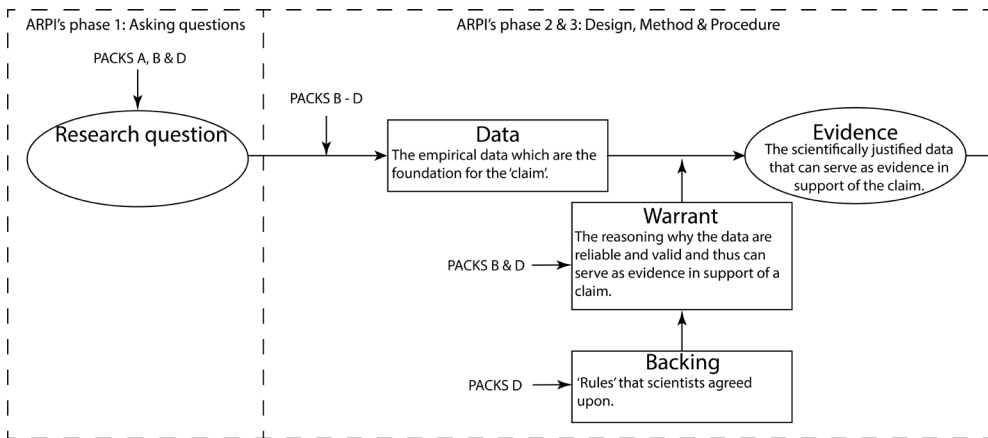 ARPI's phase 1: Asking questions
PACKS A, B & D
Research question
ARPI's phase 2 & 3: Design, Method & Procedure
PACKS B - D
Data
The empirical data which are the
foundation for the 'claim'.
Evidence
The scientifically justified data
that can serve as evidence in
support of the claim.
Warrant
The reasoning why the data are
reliable and valid and thus can
serve as evidence in support of a
claim.
PACKS B & D
Backing
'Rules' that scientists agreed
upon.
PACKS D